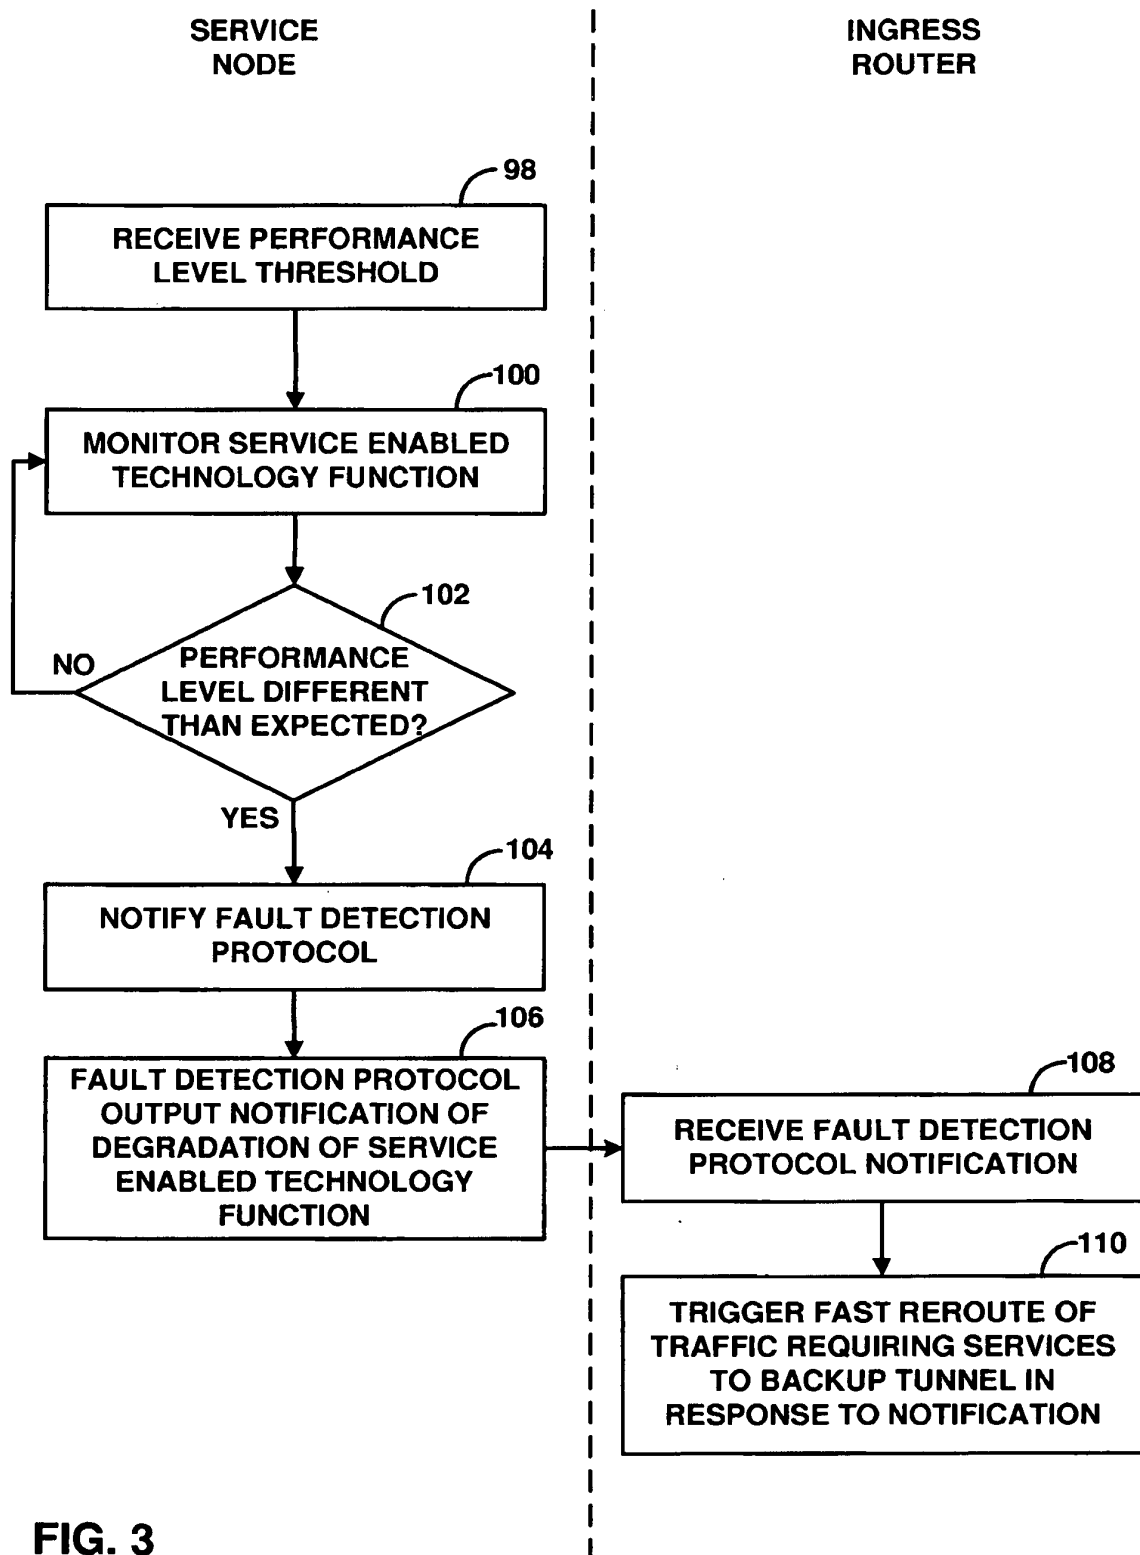 SERVICE
NODE
INGRESS
ROUTER
98
RECEIVE PERFORMANCE
LEVEL THRESHOLD
100
MONITOR SERVICE ENABLED
TECHNOLOGY FUNCTION
102
NO
PERFORMANCE
LEVEL DIFFERENT
THAN EXPECTED?
YES
104
NOTIFY FAULT DETECTION
PROTOCOL
106
FAULT DETECTION PROTOCOL
OUTPUT NOTIFICATION OF
DEGRADATION OF SERVICE
ENABLED TECHNOLOGY
FUNCTION
108
RECEIVE FAULT DETECTION
PROTOCOL NOTIFICATION
110
TRIGGER FAST REROUTE OF
TRAFFIC REQUIRING SERVICES
TO BACKUP TUNNEL IN
RESPONSE TO NOTIFICATION
FIG. 3